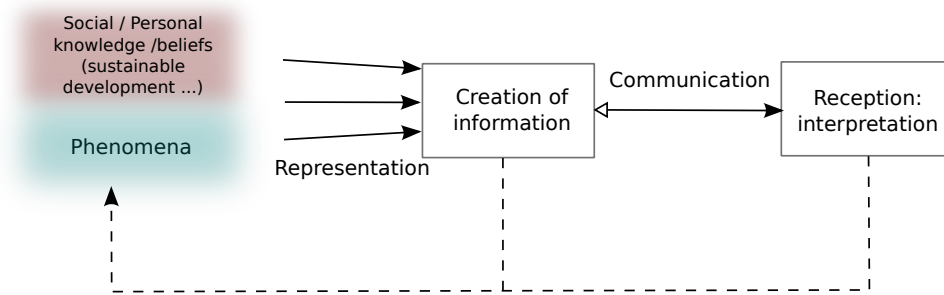 Social / Personal
knowledge /beliefs
(sustainable
development ...)
Phenomena
Representation
Creation of
information
Communication
Reception:
interpretation